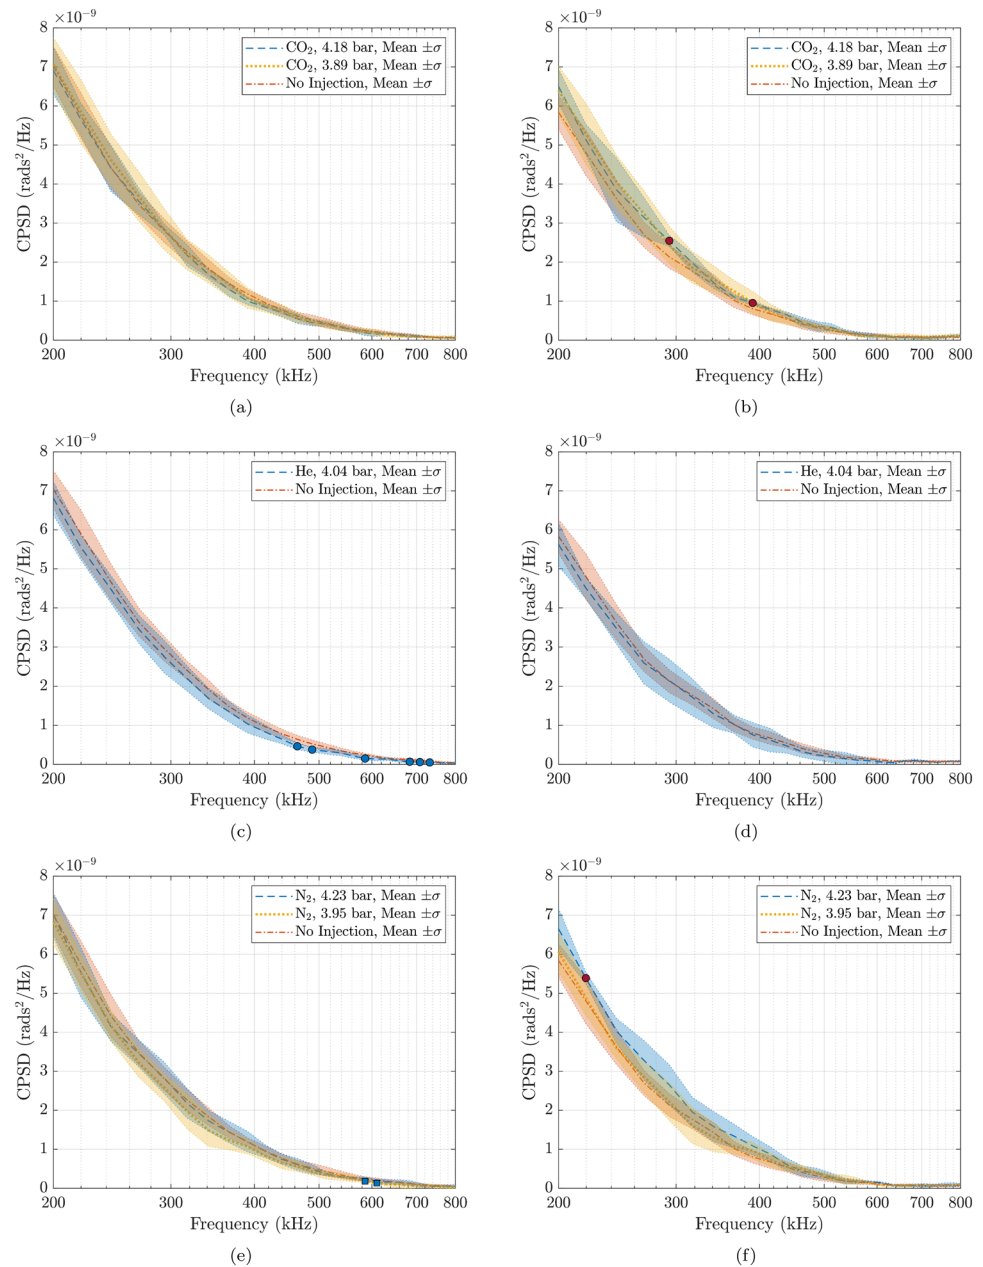 ×10⁻⁹
8
7
6
5
4
3
2
1
0
CPSD (rads²/Hz)
CO₂, 4.18 bar, Mean ±σ
CO₂, 3.89 bar, Mean ±σ
No Injection, Mean ±σ
200 300 400 500 600 700 800
Frequency (kHz)
(a)
×10⁻⁹
8
7
6
5
4
3
2
1
0
CPSD (rads²/Hz)
CO₂, 4.18 bar, Mean ±σ
CO₂, 3.89 bar, Mean ±σ
No Injection, Mean ±σ
200 300 400 500 600 700 800
Frequency (kHz)
(b)
×10⁻⁹
8
7
6
5
4
3
2
1
0
CPSD (rads²/Hz)
He, 4.04 bar, Mean ±σ
No Injection, Mean ±σ
200 300 400 500 600 700 800
Frequency (kHz)
(c)
×10⁻⁹
8
7
6
5
4
3
2
1
0
CPSD (rads²/Hz)
He, 4.04 bar, Mean ±σ
No Injection, Mean ±σ
200 300 400 500 600 700 800
Frequency (kHz)
(d)
×10⁻⁹
8
7
6
5
4
3
2
1
0
CPSD (rads²/Hz)
N₂, 4.23 bar, Mean ±σ
N₂, 3.95 bar, Mean ±σ
No Injection, Mean ±σ
200 300 400 500 600 700 800
Frequency (kHz)
(e)
×10⁻⁹
8
7
6
5
4
3
2
1
0
CPSD (rads²/Hz)
N₂, 4.23 bar, Mean ±σ
N₂, 3.95 bar, Mean ±σ
No Injection, Mean ±σ
200 300 400 500 600 700 800
Frequency (kHz)
(f)